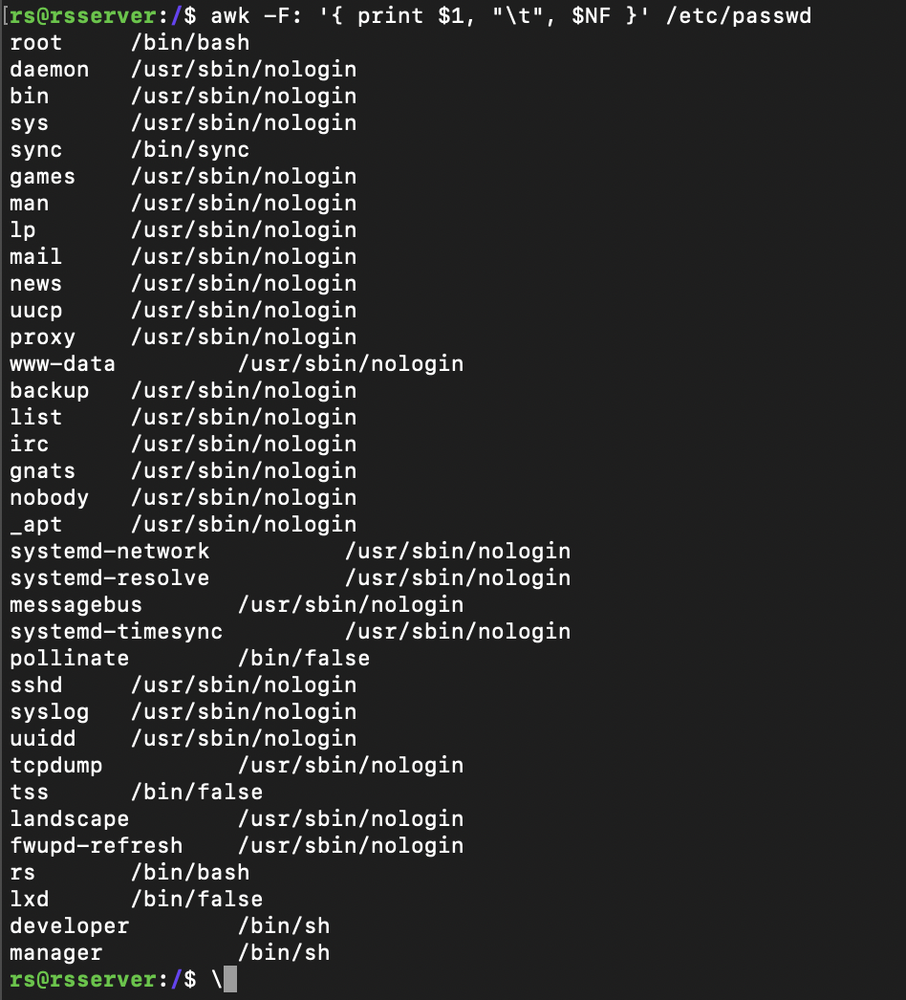 [rs@rsserver:/$ awk -F: '{ print $1, "\t", $NF }' /etc/passwd
root 	 /bin/bash
daemon 	 /usr/sbin/nologin
bin 	 /usr/sbin/nologin
sys 	 /usr/sbin/nologin
sync 	 /bin/sync
games 	 /usr/sbin/nologin
man 	 /usr/sbin/nologin
lp 	 /usr/sbin/nologin
mail 	 /usr/sbin/nologin
news 	 /usr/sbin/nologin
uucp 	 /usr/sbin/nologin
proxy 	 /usr/sbin/nologin
www-data 	 /usr/sbin/nologin
backup 	 /usr/sbin/nologin
list 	 /usr/sbin/nologin
irc 	 /usr/sbin/nologin
gnats 	 /usr/sbin/nologin
nobody 	 /usr/sbin/nologin
_apt 	 /usr/sbin/nologin
systemd-network 	 /usr/sbin/nologin
systemd-resolve 	 /usr/sbin/nologin
messagebus 	 /usr/sbin/nologin
systemd-timesync 	 /usr/sbin/nologin
pollinate 	 /bin/false
sshd 	 /usr/sbin/nologin
syslog 	 /usr/sbin/nologin
uuidd 	 /usr/sbin/nologin
tcpdump 	 /usr/sbin/nologin
tss 	 /bin/false
landscape 	 /usr/sbin/nologin
fwupd-refresh 	 /usr/sbin/nologin
rs 	 /bin/bash
lxd 	 /bin/false
developer 	 /bin/sh
manager 	 /bin/sh
rs@rsserver:/$ \